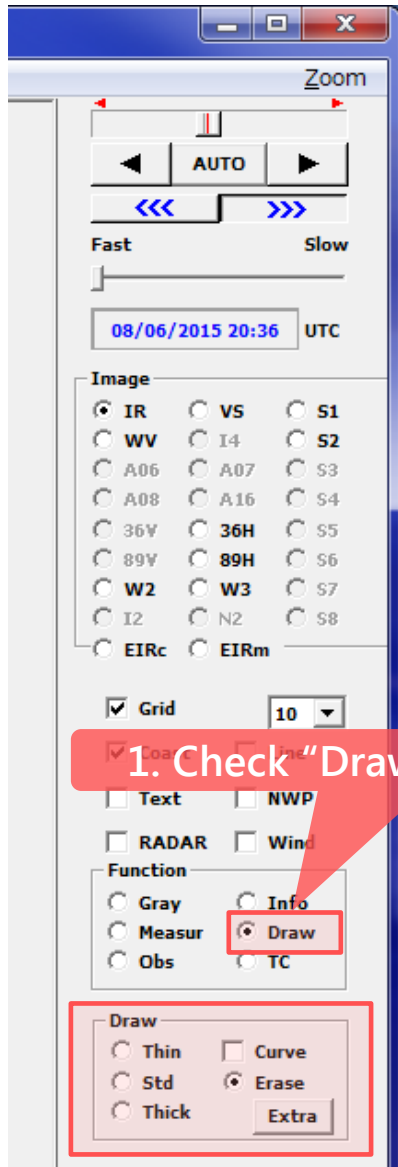 Zoom
AUTO
<<< >>>
Fast Slow
08/06/2015 20:36 UTC
Image
IR VS S1
WV I4 S2
A06 A07 S3
A08 A16 S4
36V 36H S5
89V 89H S6
W2 W3 S7
I2 N2 S8
EIRc EIRm
Grid 10
Coast Line
1. Check “Draw
Text NWP
RADAR Wind
Function
Gray Info
Measur Draw
Obs TC
Draw
Thin Curve
Std Erase
Thick Extra